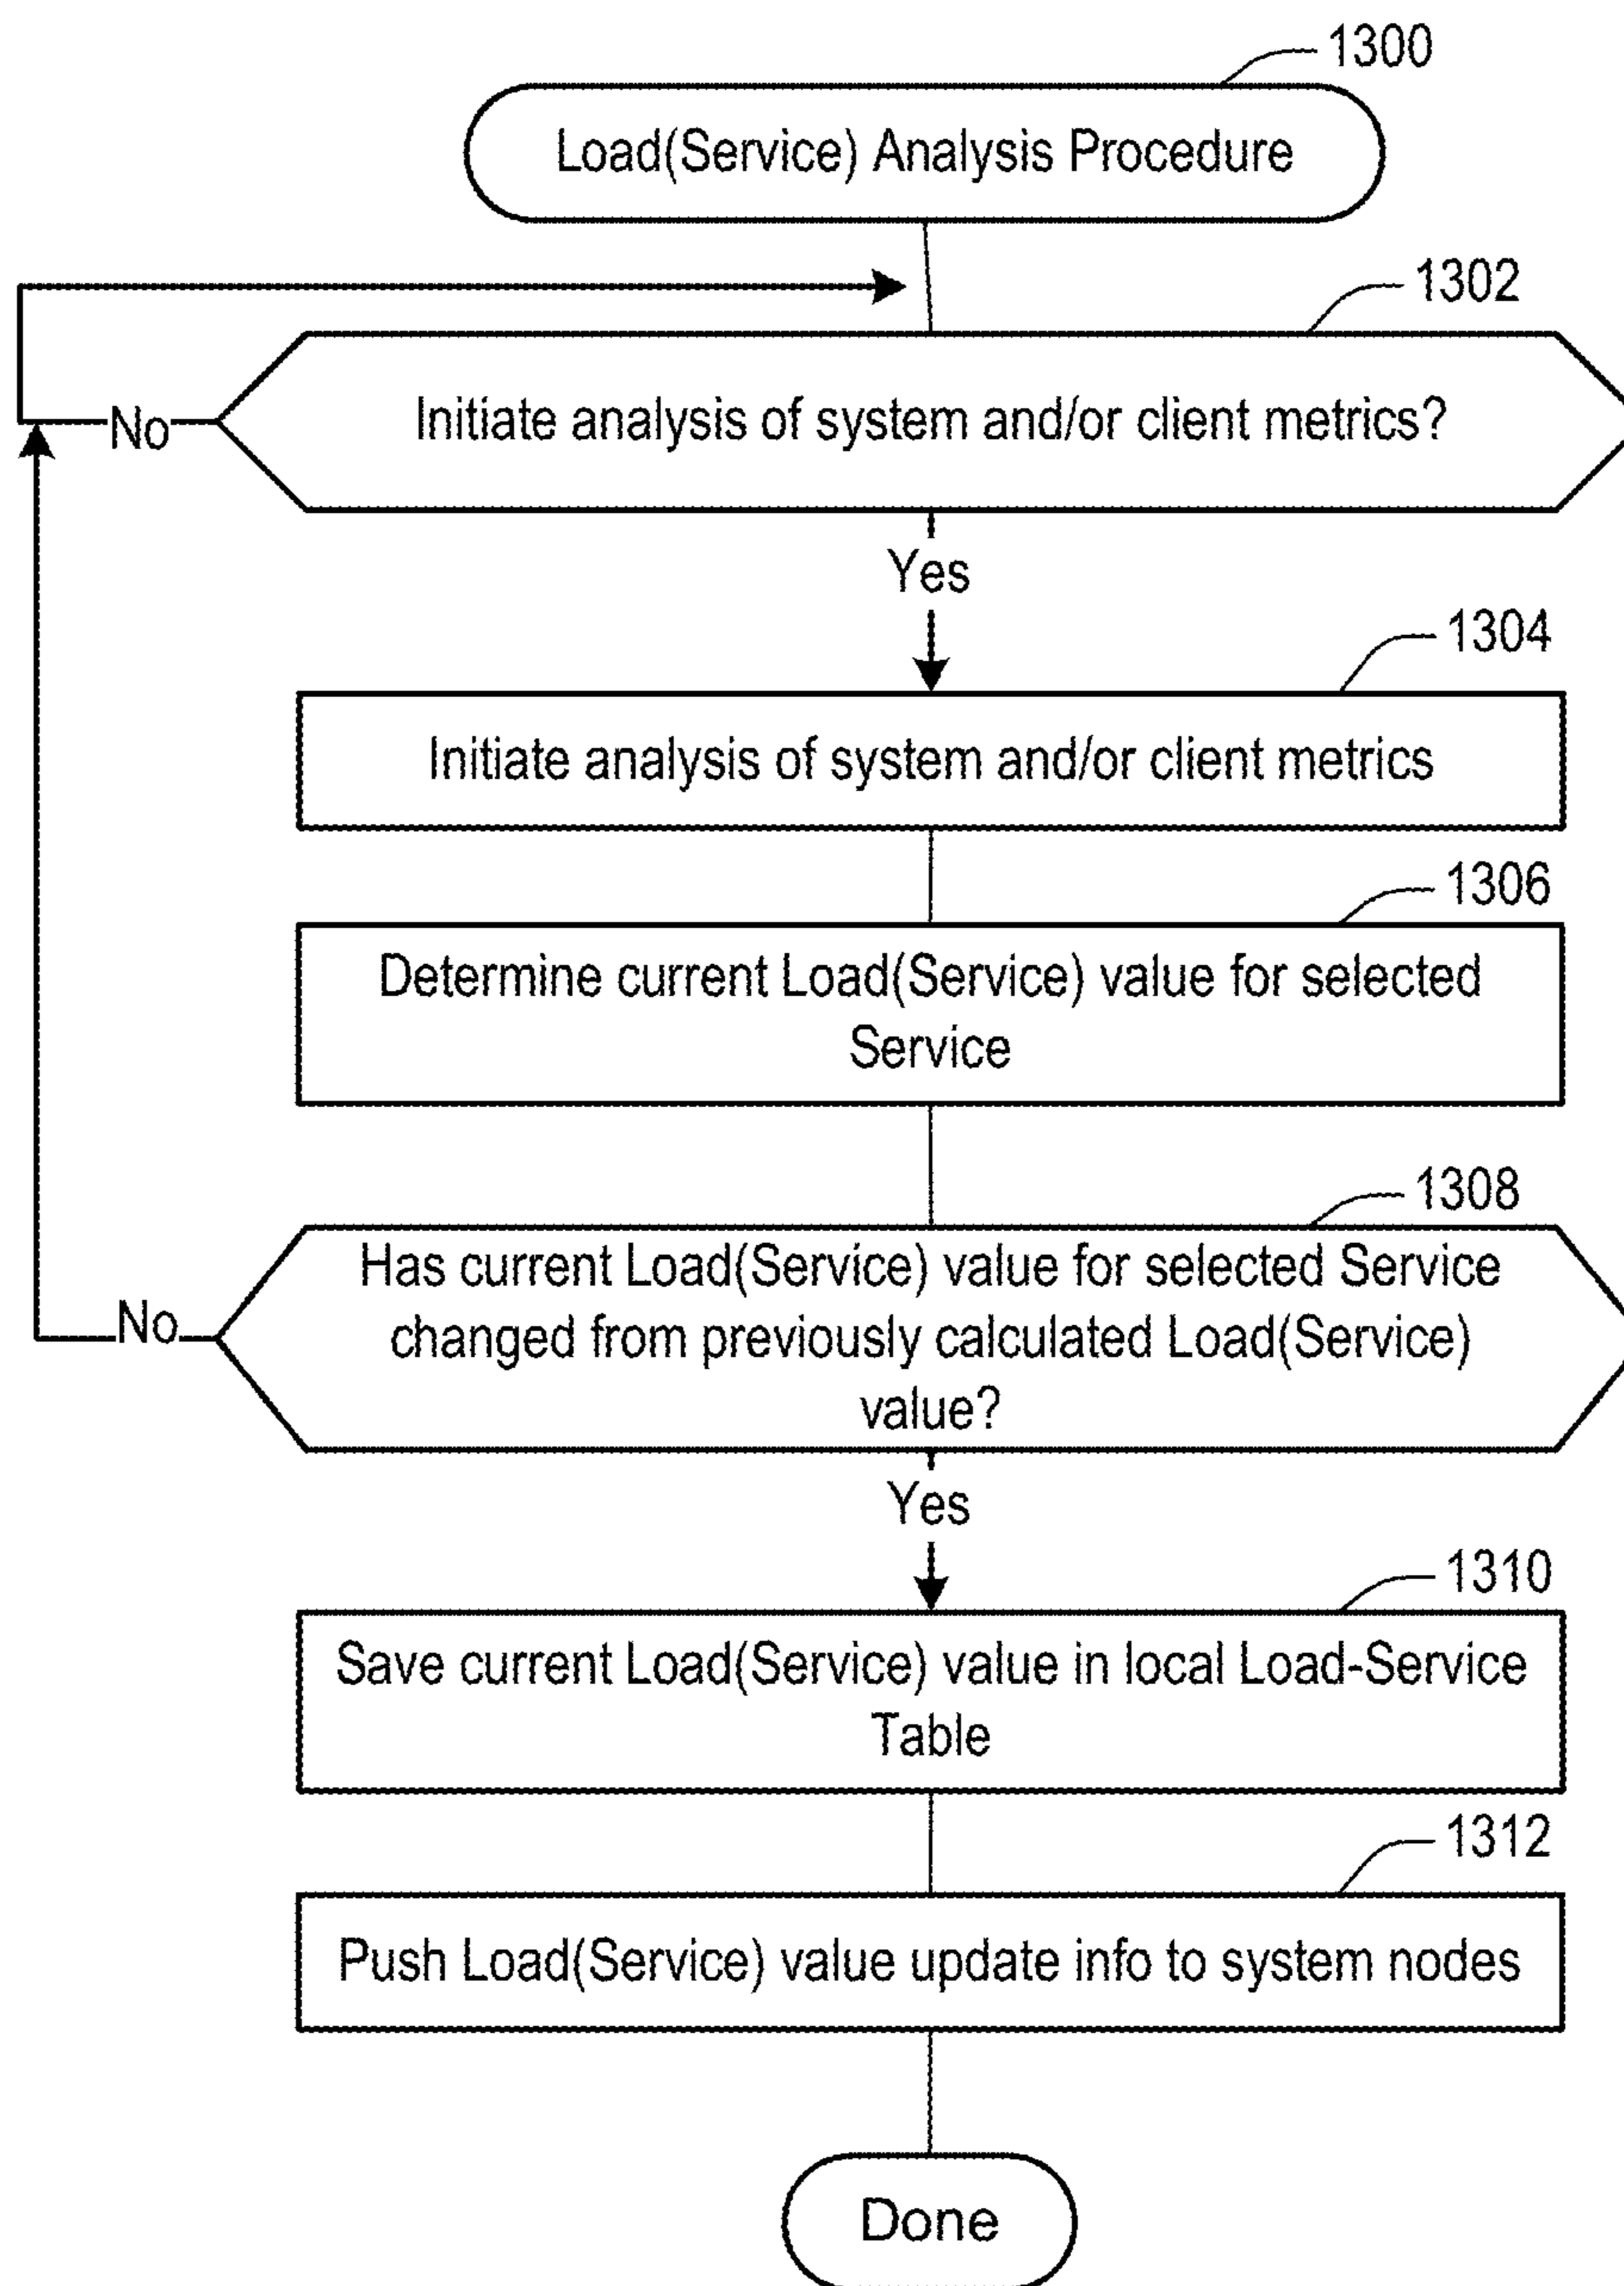 1300
Load(Service) Analysis Procedure
1302
Initiate analysis of system and/or client metrics?
No
Yes
1304
Initiate analysis of system and/or client metrics
1306
Determine current Load(Service) value for selected
Service
1308
Has current Load(Service) value for selected Service
changed from previously calculated Load(Service)
value?
No
Yes
1310
Save current Load(Service) value in local Load-Service
Table
1312
Push Load(Service) value update info to system nodes
Done